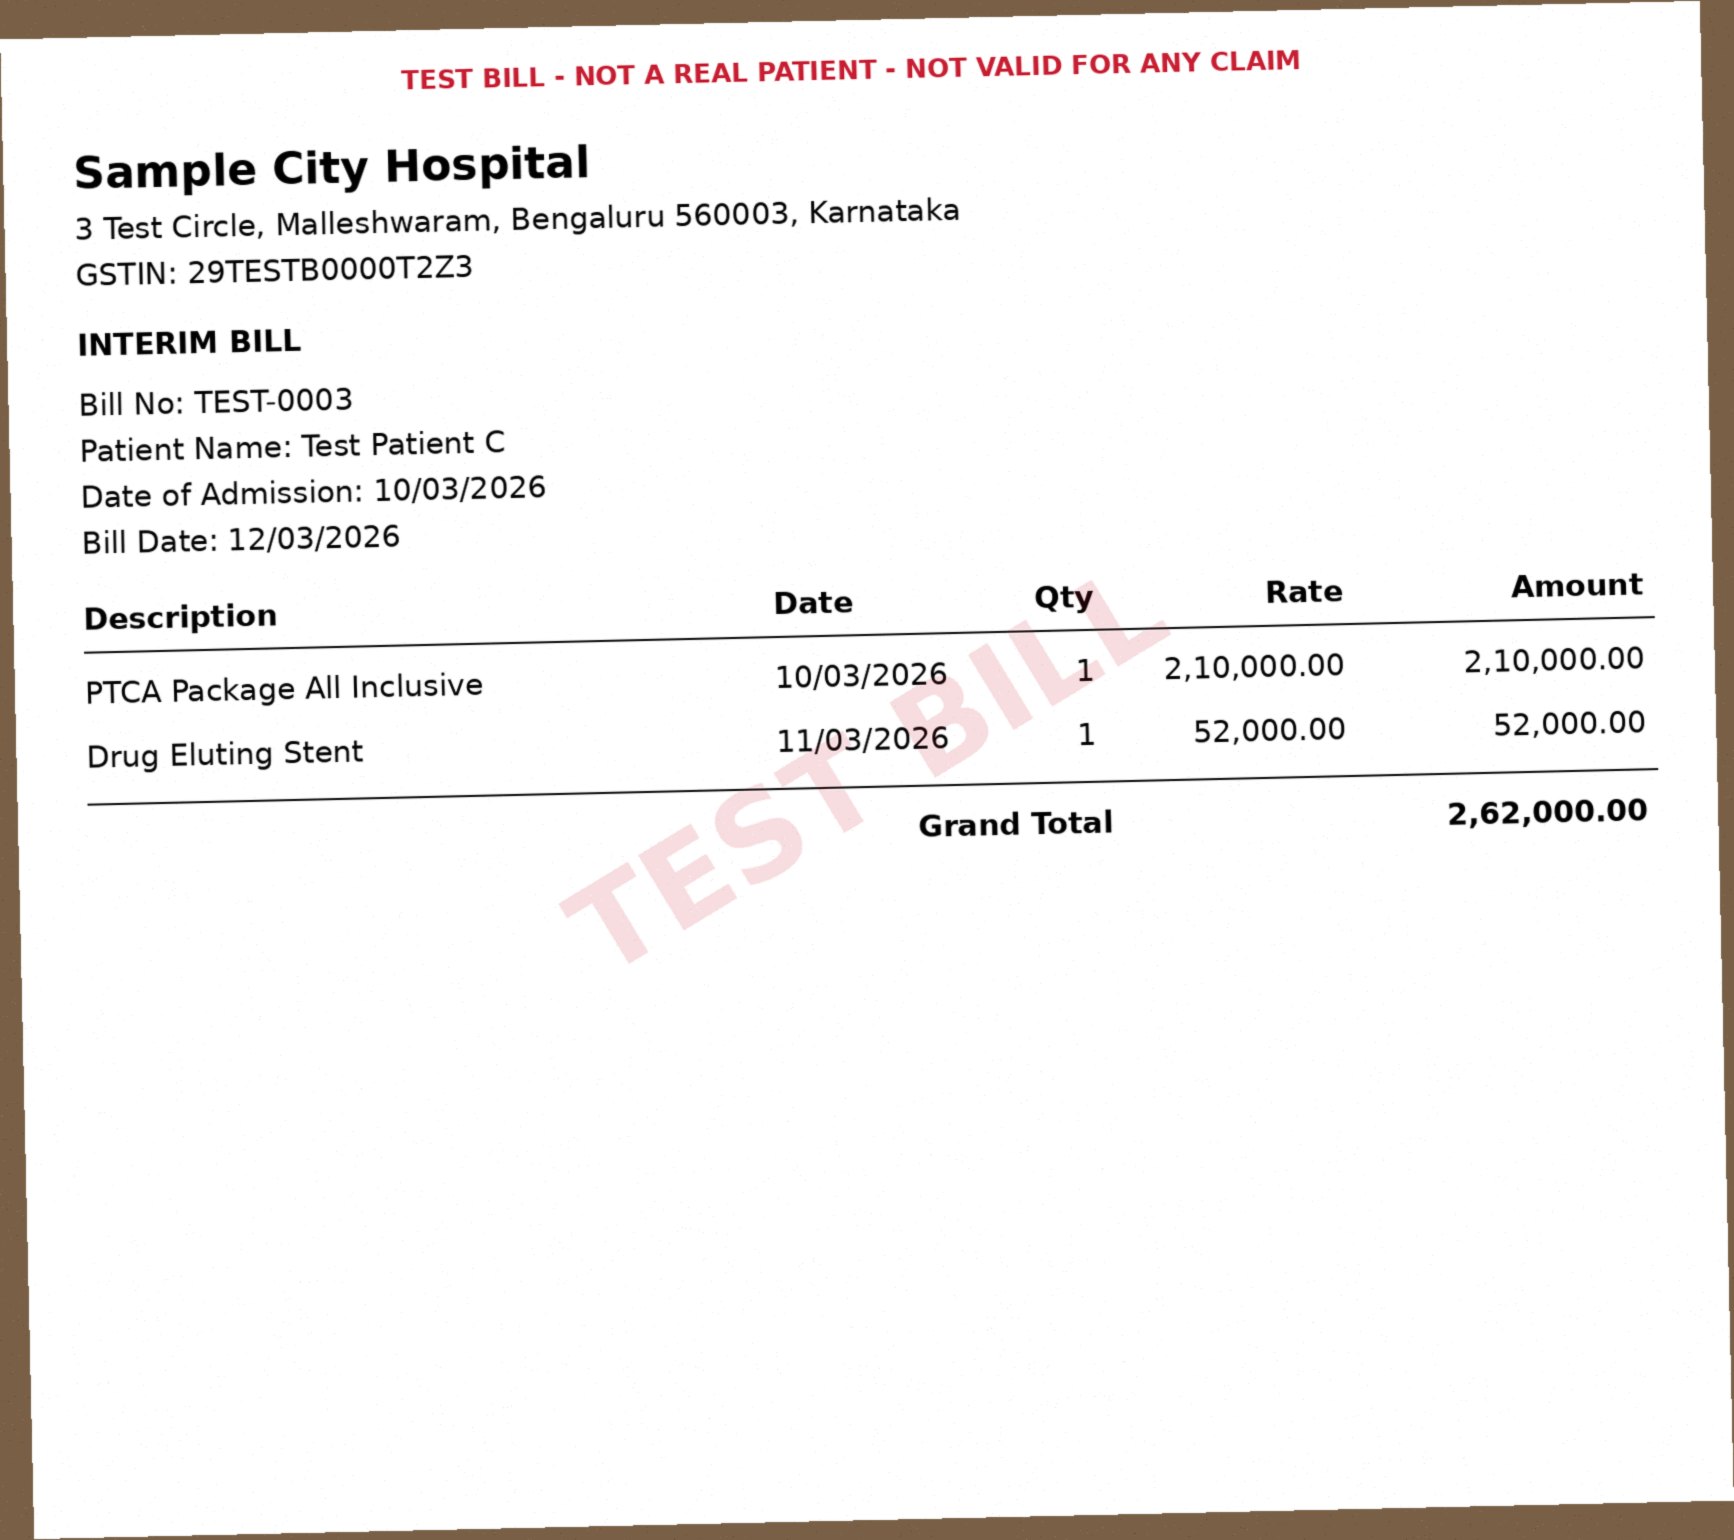 TEST BILL - NOT A REAL PATIENT - NOT VALID FOR ANY CLAIM
Sample City Hospital
3 Test Circle, Malleshwaram, Bengaluru 560003, Karnataka
GSTIN: 29TESTB0000T2Z3
INTERIM BILL
Bill No: TEST-0003
Patient Name: Test Patient C
Date of Admission: 10/03/2026
Bill Date: 12/03/2026
Description Date Qty Rate Amount
PTCA Package All Inclusive 10/03/2026 1 2,10,000.00 2,10,000.00
Drug Eluting Stent 11/03/2026 1 52,000.00 52,000.00
Grand Total 2,62,000.00
TEST BILL